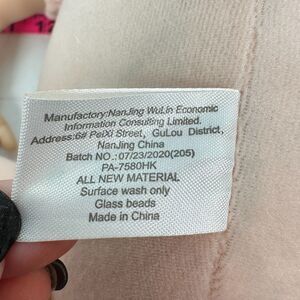 Manufactory:NanJing WuLin Economic
Information Consulting Limited.
Address:6# PeiXi Street, GuLou District,
NanJing China
Batch NO.:07/23/2020(205)
PA-7580HK
ALL NEW MATERIAL
Surface wash only
Glass beads
Made in China